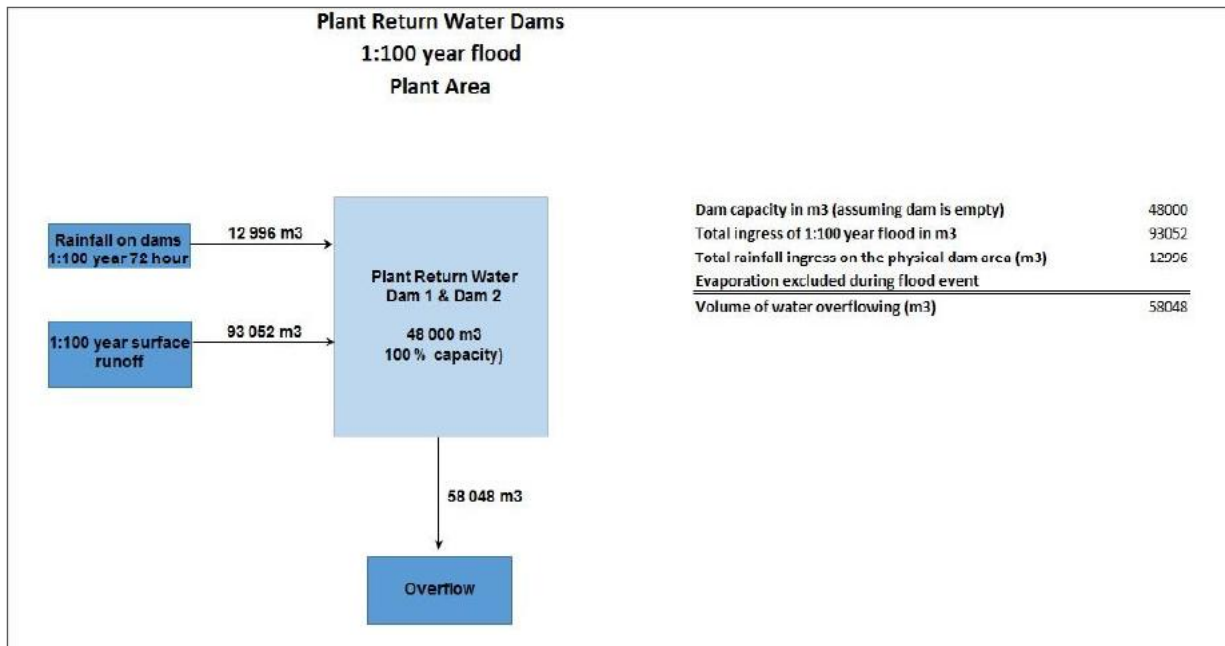 Plant Return Water Dams
1:100 year flood
Plant Area
Rainfall on dams
1:100 year 72 hour
12 996 m3
1:100 year surface
runoff
93 052 m3
Plant Return Water
Dam 1 & Dam 2
48 000 m3
100 % capacity)
58 048 m3
Overflow
Dam capacity in m3 (assuming dam is empty) 48000
Total ingress of 1:100 year flood in m3 93052
Total rainfall ingress on the physical dam area (m3) 12996
Evaporation excluded during flood event
Volume of water overflowing (m3) 58048